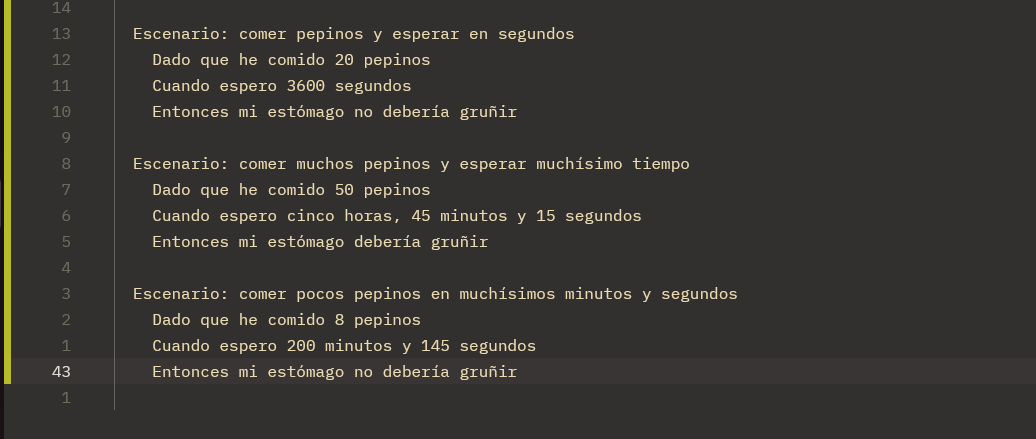 14
13 Escenario: comer pepinos y esperar en segundos
12 Dado que he comido 20 pepinos
11 Cuando espero 3600 segundos
10 Entonces mi estómago no debería gruñir
9
8 Escenario: comer muchos pepinos y esperar muchísimo tiempo
7 Dado que he comido 50 pepinos
6 Cuando espero cinco horas, 45 minutos y 15 segundos
5 Entonces mi estómago debería gruñir
4
3 Escenario: comer pocos pepinos en muchísimos minutos y segundos
2 Dado que he comido 8 pepinos
1 Cuando espero 200 minutos y 145 segundos
43 Entonces mi estómago no debería gruñir
1